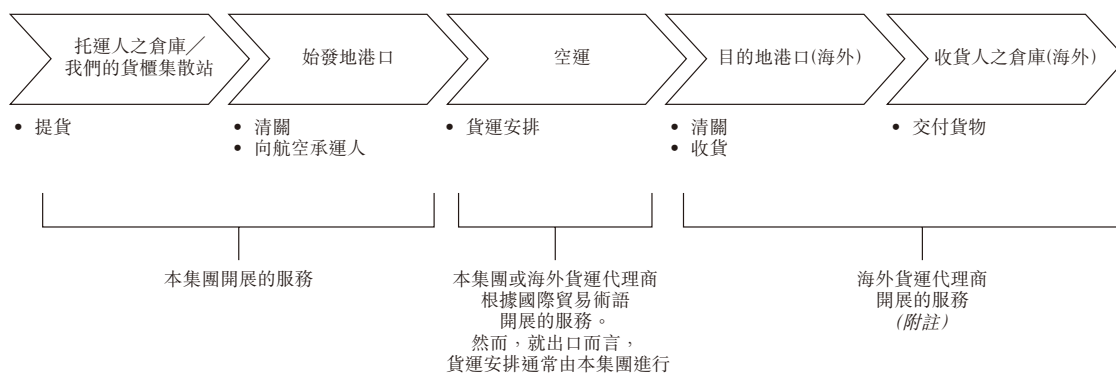 托運人之倉庫／
我們的貨櫃集散站
始發地港口
空運
目的地港口(海外)
收貨人之倉庫(海外)
• 提貨
• 清關
• 向航空承運人
• 貨運安排
• 清關
• 收貨
• 交付貨物
本集團開展的服務
本集團或海外貨運代理商
根據國際貿易術語
開展的服務。
然而，就出口而言，
貨運安排通常由本集團進行
海外貨運代理商
開展的服務
(附註)